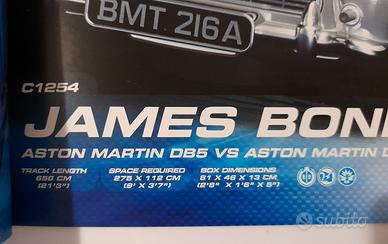 BMT 216A
C1254
JAMES BON
ASTON MARTIN DB5 VS ASTON MARTIN
TRACK LENGTH
650 CM
(21'3")
SPACE REQUIRED
275 X 112 CM
(9' X 3'7")
BOX DIMENSIONS
81 X 46 X 13 CM
(2'8" X 1'6" X 5")
subito